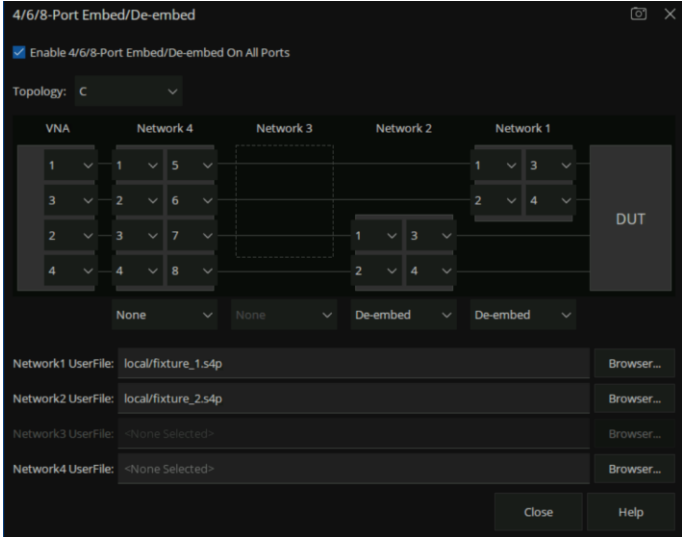 4/6/8-Port Embed/De-embed
Enable 4/6/8-Port Embed/De-embed On All Ports
Topology: C
VNA Network 4 Network 3 Network 2 Network 1
1 1 5 1 3
3 2 6 2 4
2 3 7 1 3
4 4 8 2 4
DUT
None None De-embed De-embed
Network1 UserFile: local/fixture_1.s4p Browser...
Network2 UserFile: local/fixture_2.s4p Browser...
Network3 UserFile: <None Selected> Browser...
Network4 UserFile: <None Selected> Browser...
Close Help